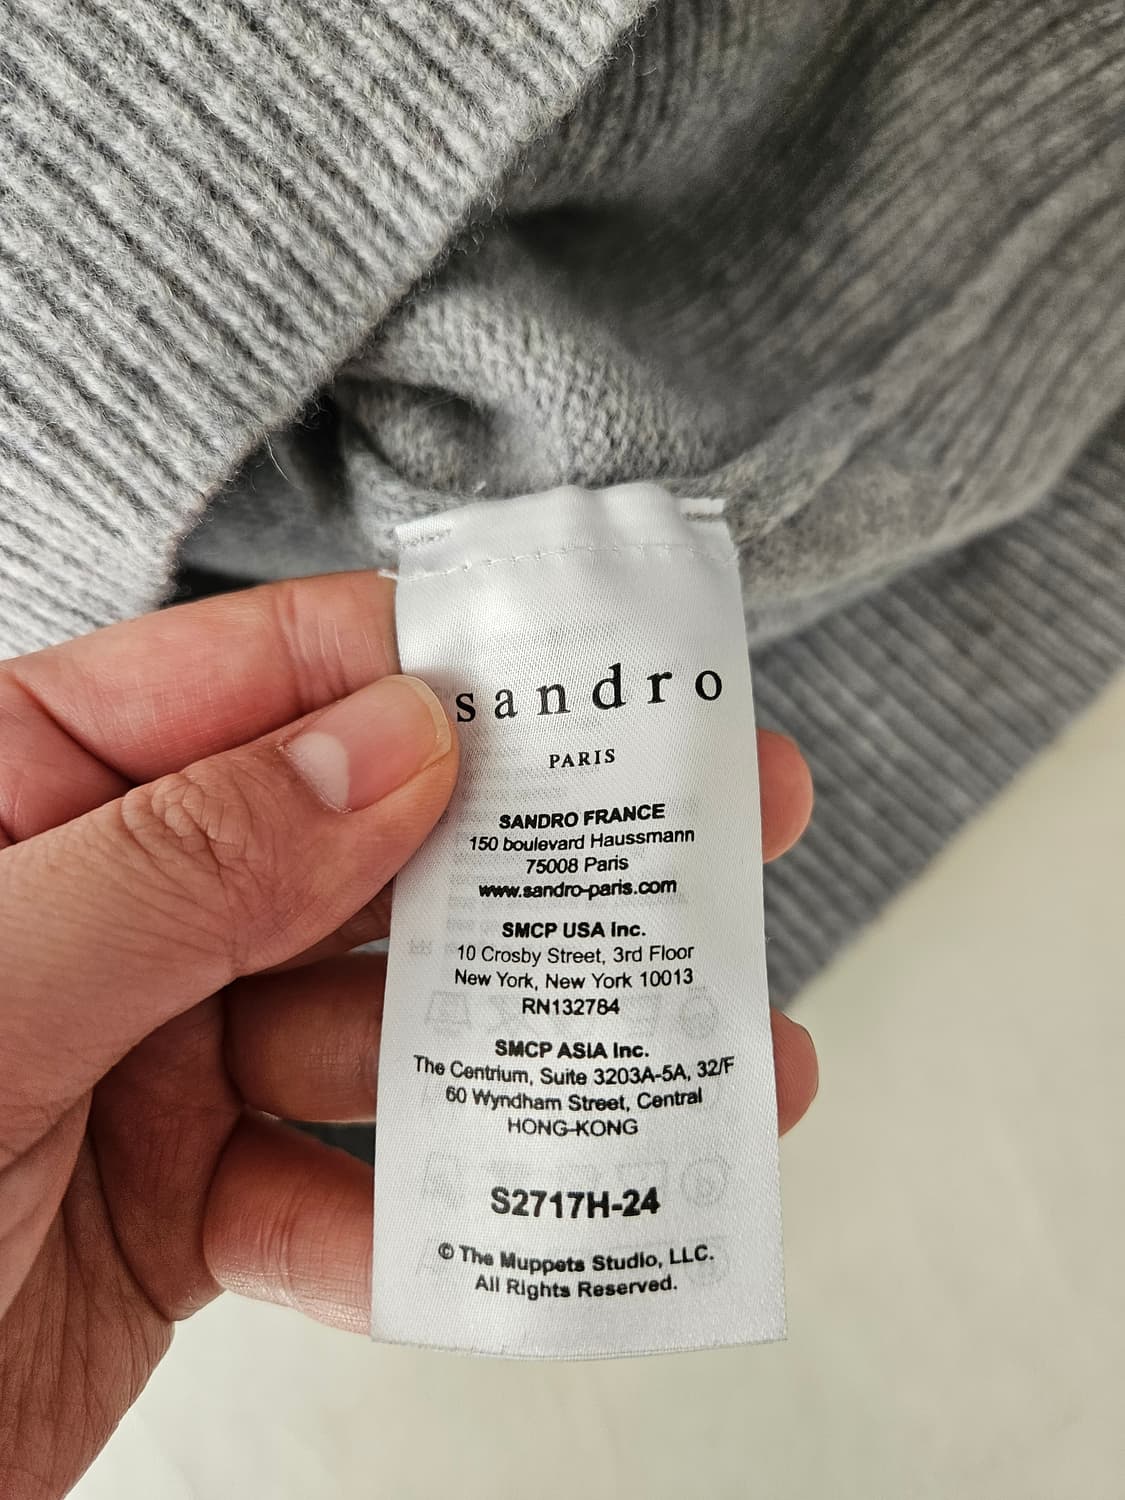 sandro
PARIS
SANDRO FRANCE
150 boulevard Haussmann
75008 Paris
www.sandro-paris.com
SMCP USA Inc.
10 Crosby Street, 3rd Floor
New York, New York 10013
RN132784
SMCP ASIA Inc.
The Centrium, Suite 3203A-5A, 32/F
60 Wyndham Street, Central
HONG-KONG
S2717H-24
© The Muppets Studio, LLC.
All Rights Reserved.